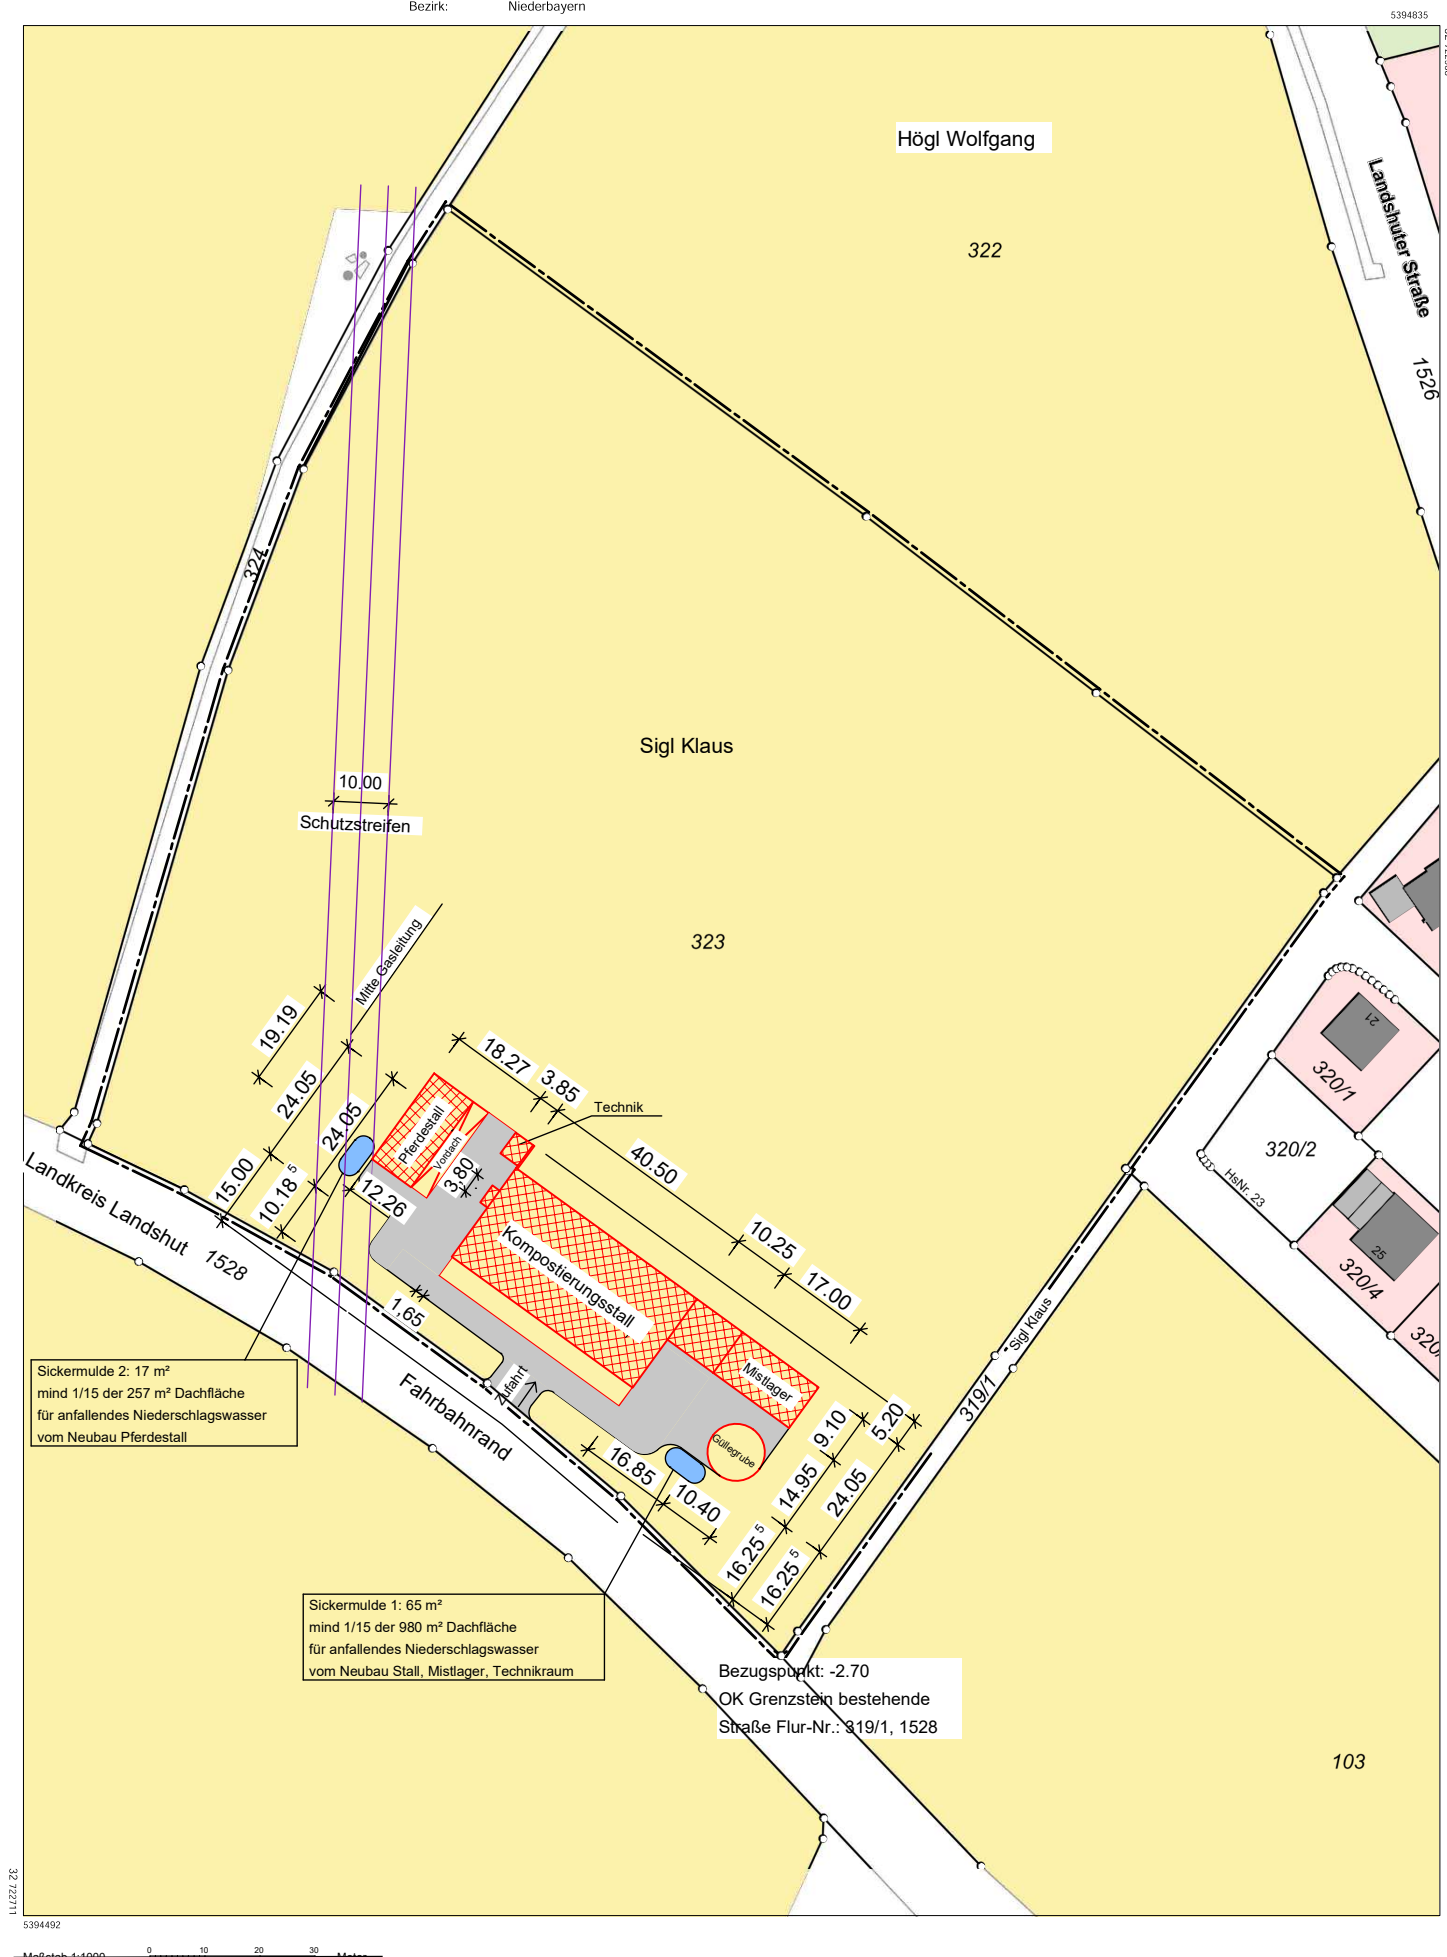 Bezirk: Niederbayern
5394835
Högl Wolfgang
322
Landshuter Straße
1526
324
Sigl Klaus
10.00
Schutzstreifen
323
Mitte Gasleitung
19.19
24.05
24.05
15.00
10.18 5
18.27
3.85
Technik
40.50
10.25
17.00
Pferdestall
Vordach
3,80
12.26
Kompostierungsstall
Mistlager
Güllegrube
1,65
Zufahrt
16.85
10.40
9.10
5.20
14.95
24.05
16.25 5
16.25 5
21
320/1
320/2
HsNr. 23
25
320/4
320/
Sigl Klaus
319/1
Landkreis Landshut
1528
Fahrbahnrand
Sickermulde 2: 17 m²
mind 1/15 der 257 m² Dachfläche
für anfallendes Niederschlagswasser
vom Neubau Pferdestall
Sickermulde 1: 65 m²
mind 1/15 der 980 m² Dachfläche
für anfallendes Niederschlagswasser
vom Neubau Stall, Mistlager, Technikraum
Bezugspunkt: -2.70
OK Grenzstein bestehende
Straße Flur-Nr.: 319/1, 1528
103
32 722711
5394492
Maßstab 1:1000 0 10 20 30 Meter